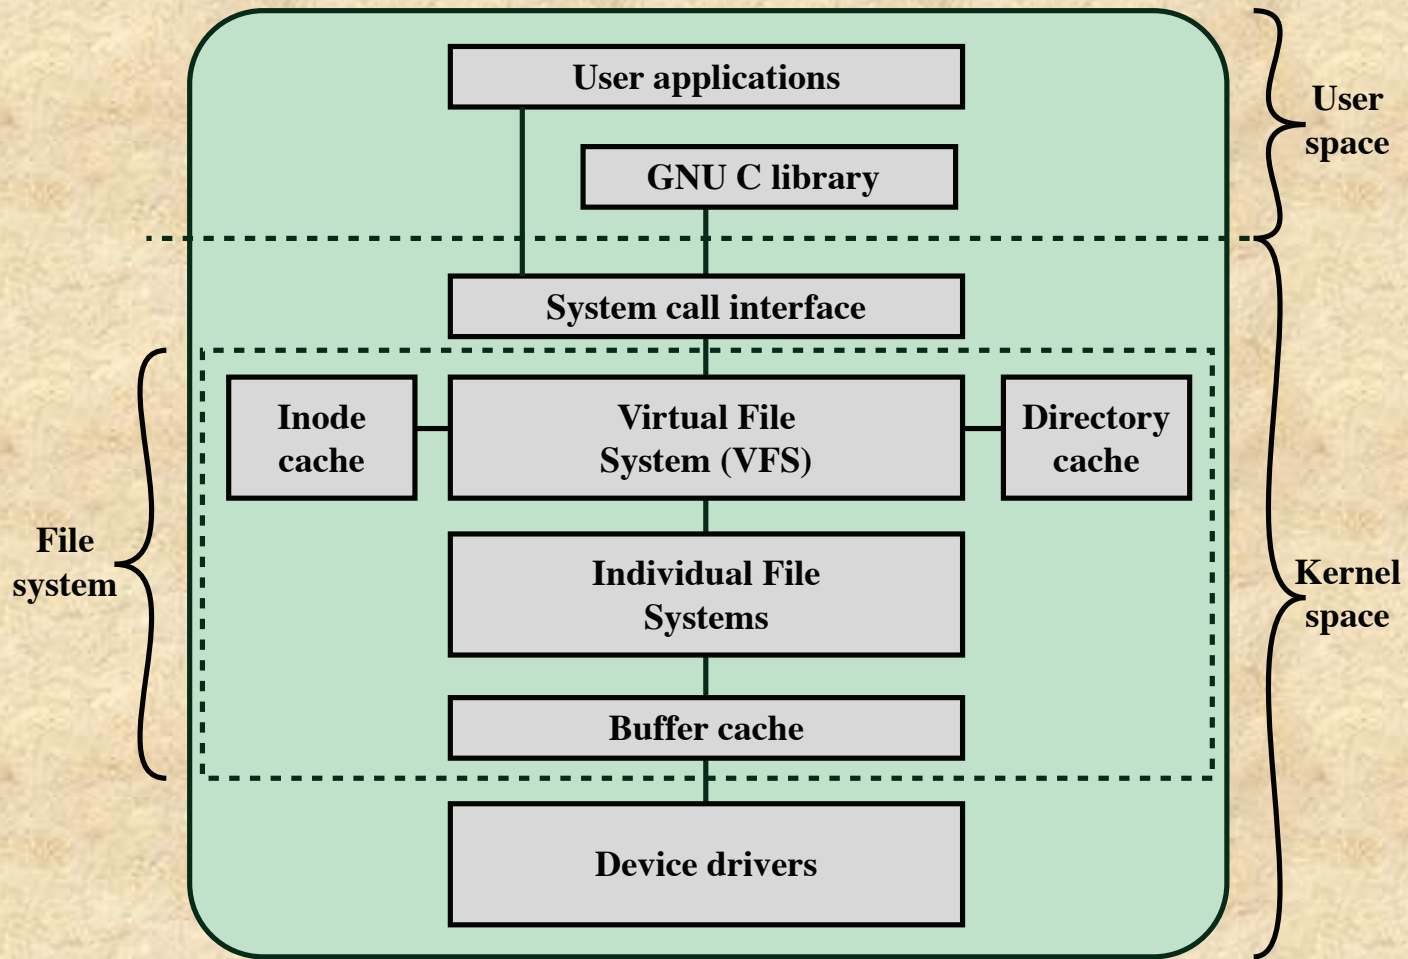 User applications
User
space
GNU C library
System call interface
Inode
cache
Virtual File
System (VFS)
Directory
cache
File
system
Individual File
Systems
Kernel
space
Buffer cache
Device drivers